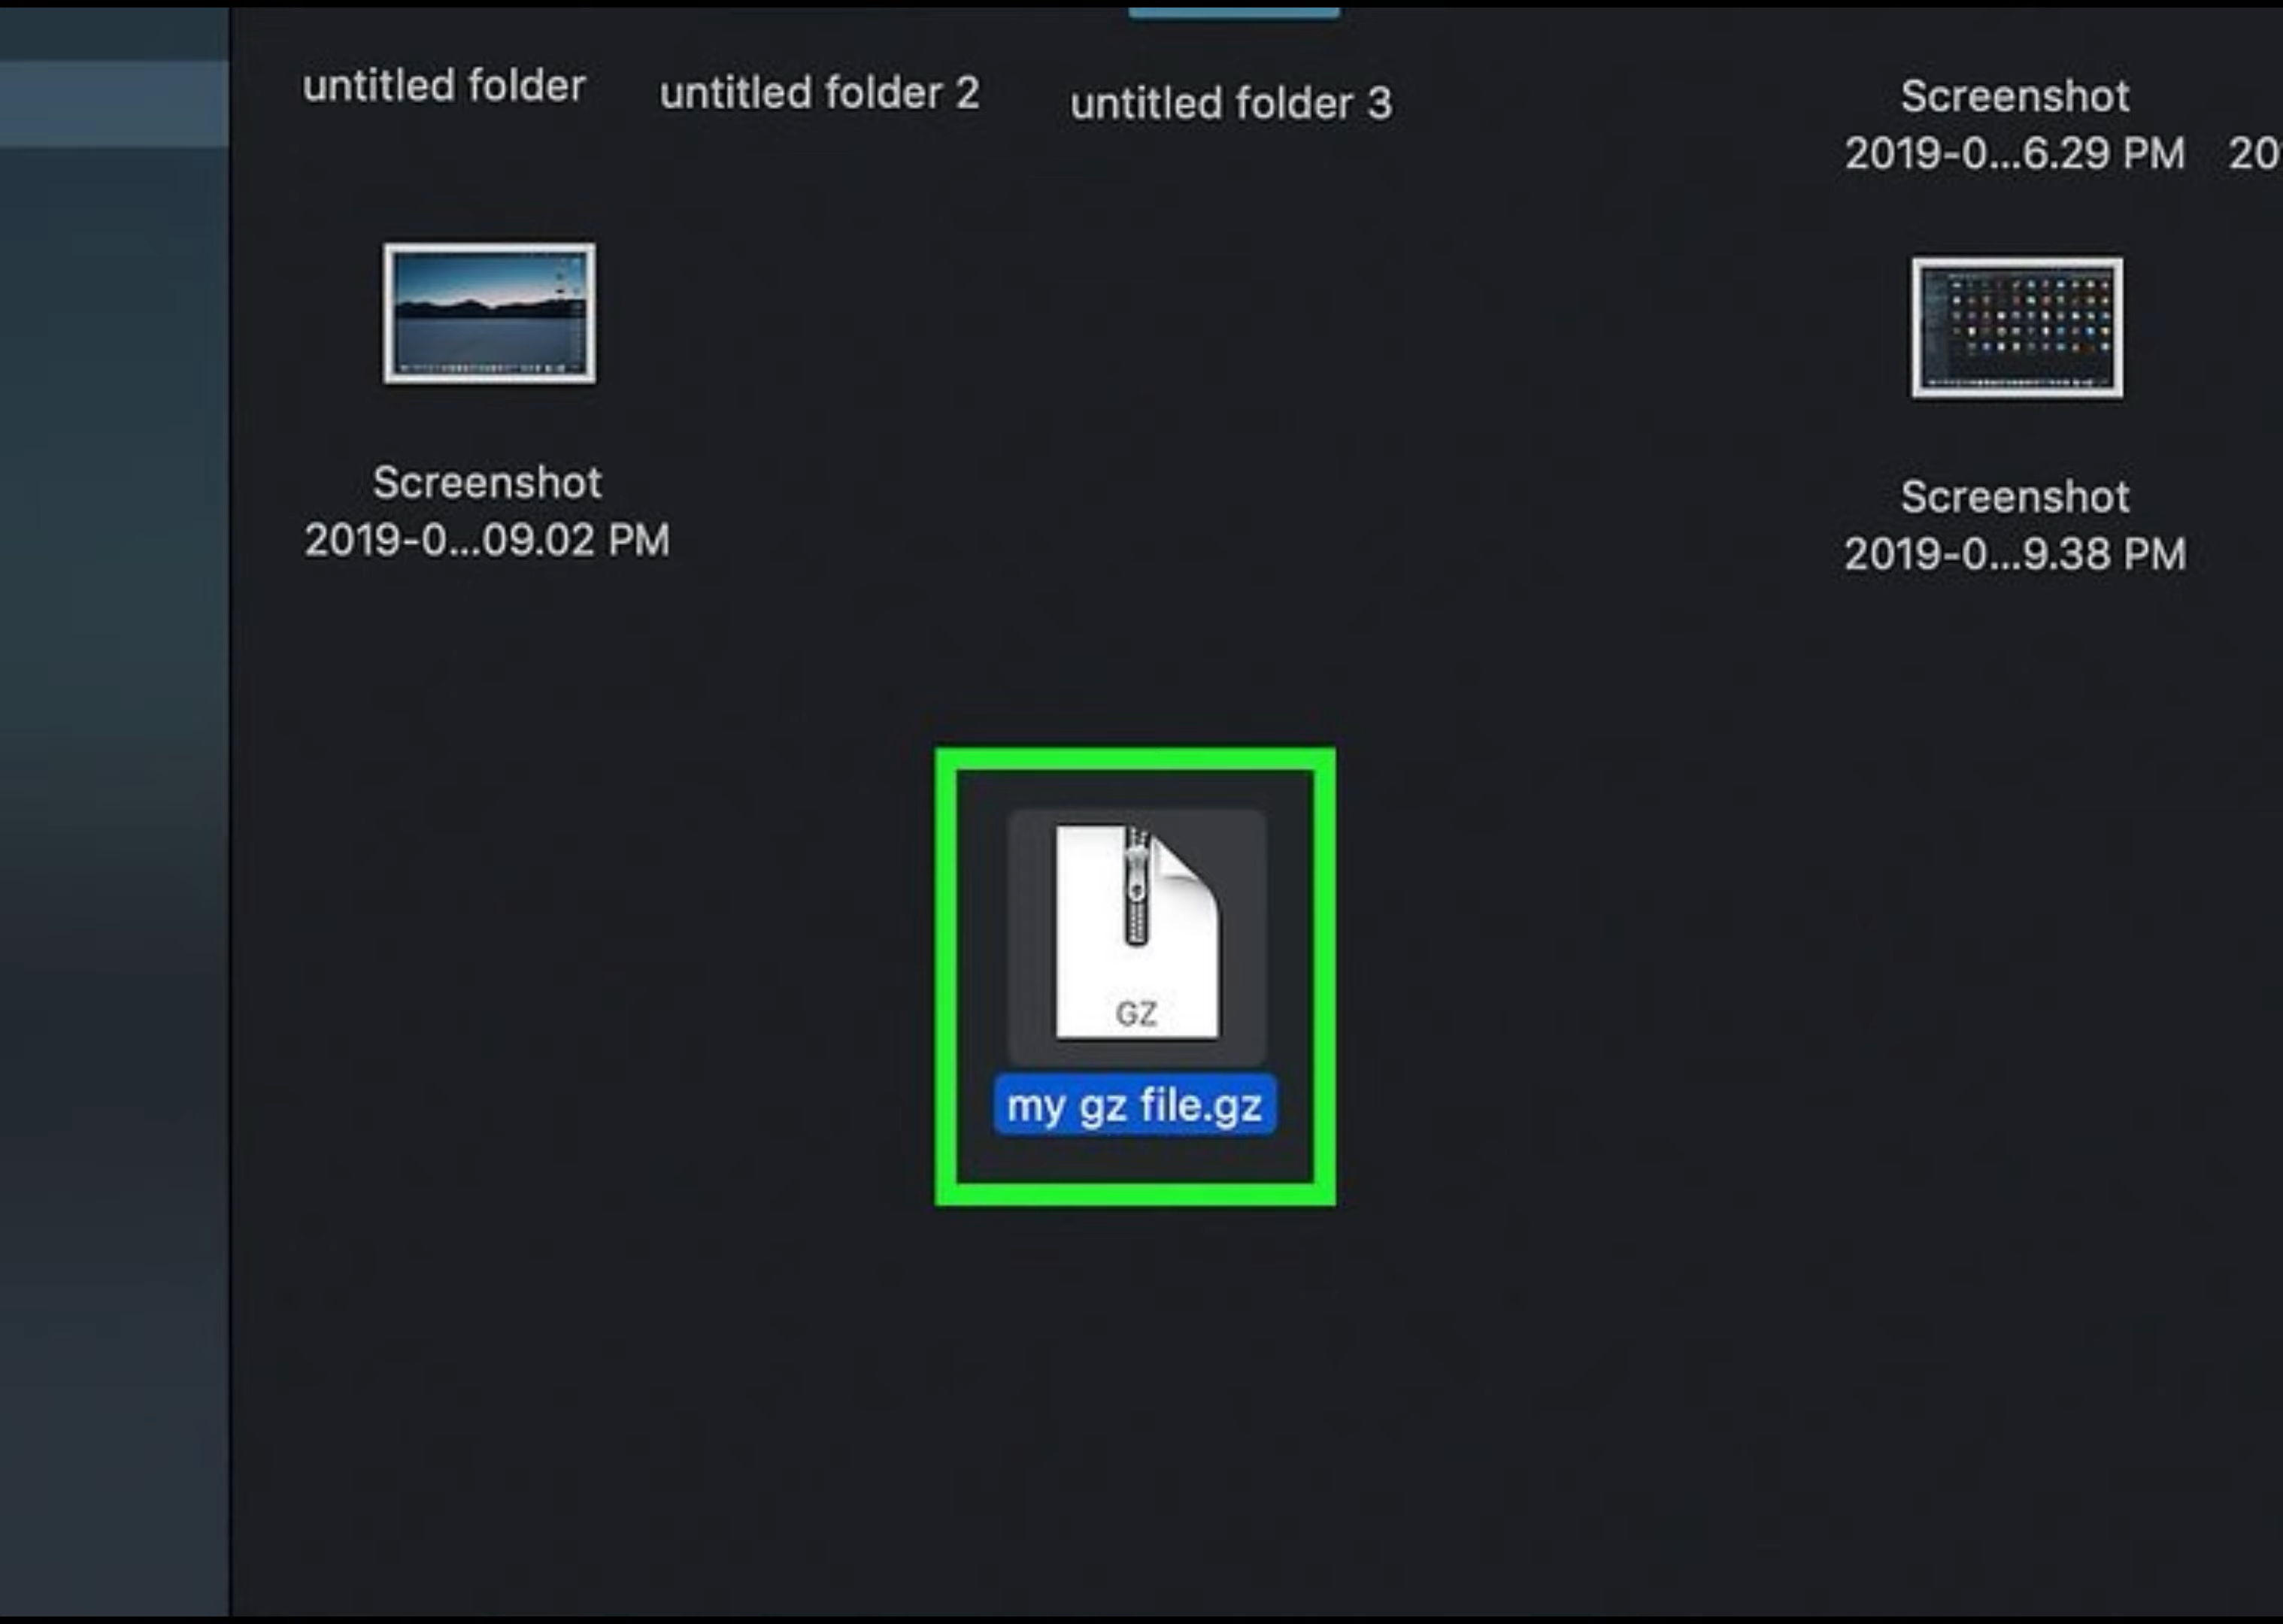 untitled folder
untitled folder 2
untitled folder 3
Screenshot
2019-0...6.29 PM
Screenshot
2019-0...09.02 PM
Screenshot
2019-0...9.38 PM
GZ
my gz file.gz